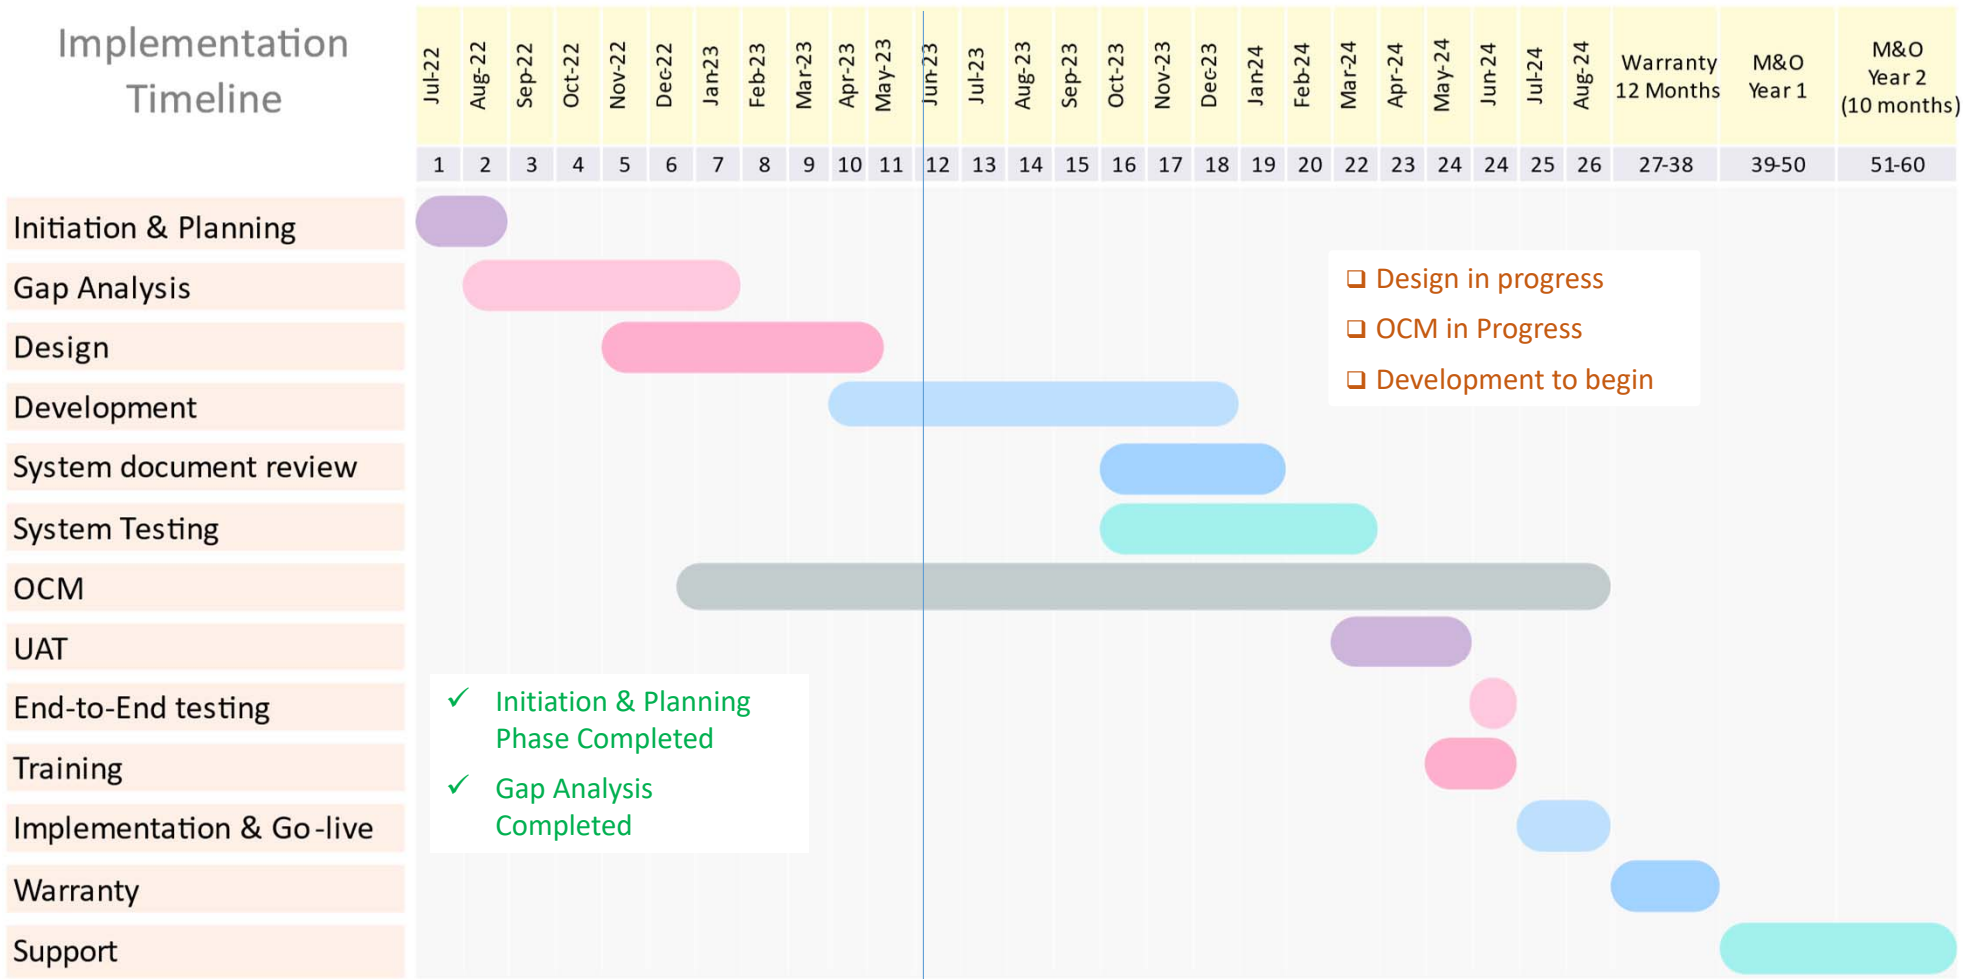 Implementation
Timeline
Jul-22 Aug-22 Sep-22 Oct-22 Nov-22 Dec-22 Jan-23 Feb-23 Mar-23 Apr-23 May-23 Jun-23 Jul-23 Aug-23 Sep-23 Oct-23 Nov-23 Dec-23 Jan-24 Feb-24 Mar-24 Apr-24 May-24 Jun-24 Jul-24 Aug-24
Warranty
12 Months
M&O
Year 1
M&O
Year 2
(10 months)
1 2 3 4 5 6 7 8 9 10 11 12 13 14 15 16 17 18 19 20 22 23 24 24 25 26 27-38 39-50 51-60
Initiation & Planning
Gap Analysis
Design
Development
System document review
System Testing
OCM
UAT
End-to-End testing
Training
Implementation & Go-live
Warranty
Support
❑ Design in progress
❑ OCM in Progress
❑ Development to begin
✓ Initiation & Planning
Phase Completed
✓ Gap Analysis
Completed